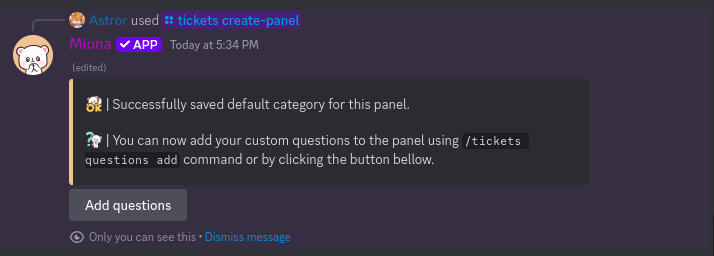 Astror used tickets create-panel
Miona ✓ APP Today at 5:34 PM
(edited)
OK | Successfully saved default category for this panel.
? | You can now add your custom questions to the panel using /tickets
questions add command or by clicking the button bellow.
Add questions
Only you can see this • Dismiss message